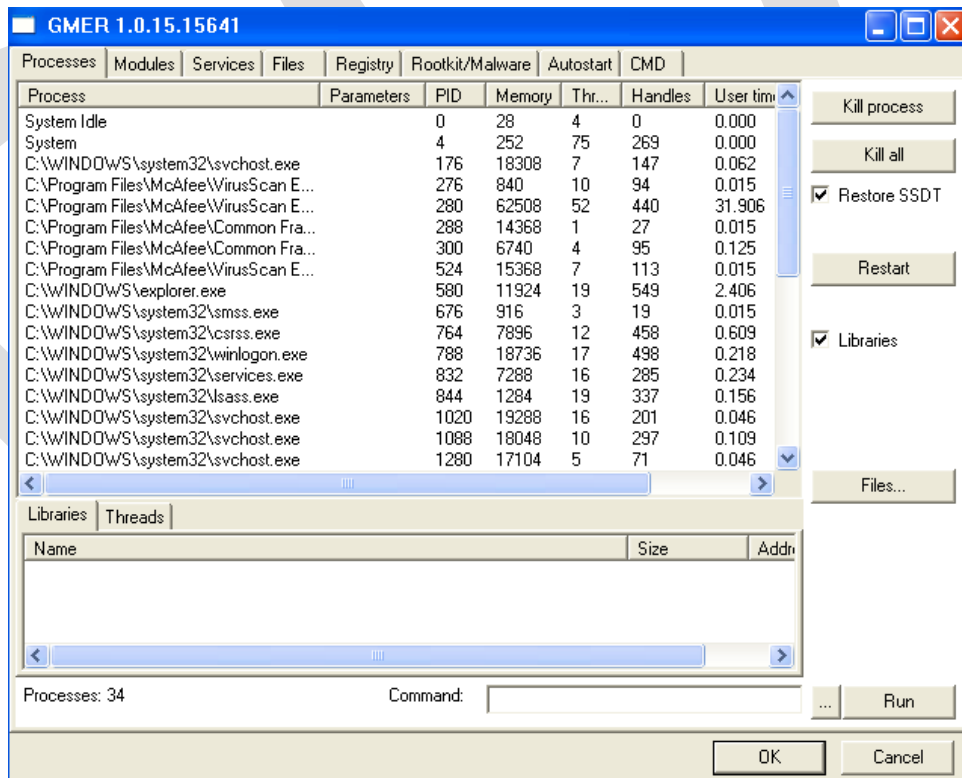 GMER 1.0.15.15641
Processes Modules Services Files Registry Rootkit/Malware Autostart CMD
Process Parameters PID Memory Thr... Handles User time
System Idle 0 28 4 0 0.000
System 4 252 75 269 0.000
C:\WINDOWS\system32\svchost.exe 176 18308 7 147 0.062
C:\Program Files\McAfee\VirusScan E... 276 840 10 94 0.015
C:\Program Files\McAfee\VirusScan E... 280 62508 52 440 31.906
C:\Program Files\McAfee\Common Fra... 288 14368 1 27 0.015
C:\Program Files\McAfee\Common Fra... 300 6740 4 95 0.125
C:\Program Files\McAfee\VirusScan E... 524 15368 7 113 0.015
C:\WINDOWS\explorer.exe 580 11924 19 549 2.406
C:\WINDOWS\system32\smss.exe 676 916 3 19 0.015
C:\WINDOWS\system32\csrss.exe 764 7896 12 458 0.609
C:\WINDOWS\system32\winlogon.exe 788 18736 17 498 0.218
C:\WINDOWS\system32\services.exe 832 7288 16 285 0.234
C:\WINDOWS\system32\lsass.exe 844 1284 19 337 0.156
C:\WINDOWS\system32\svchost.exe 1020 19288 16 201 0.046
C:\WINDOWS\system32\svchost.exe 1088 18048 10 297 0.109
C:\WINDOWS\system32\svchost.exe 1280 17104 5 71 0.046
Kill process
Kill all
Restore SSDT
Restart
Libraries
Files...
Libraries Threads
Name Size Addre
Processes: 34 Command: ... Run
OK Cancel